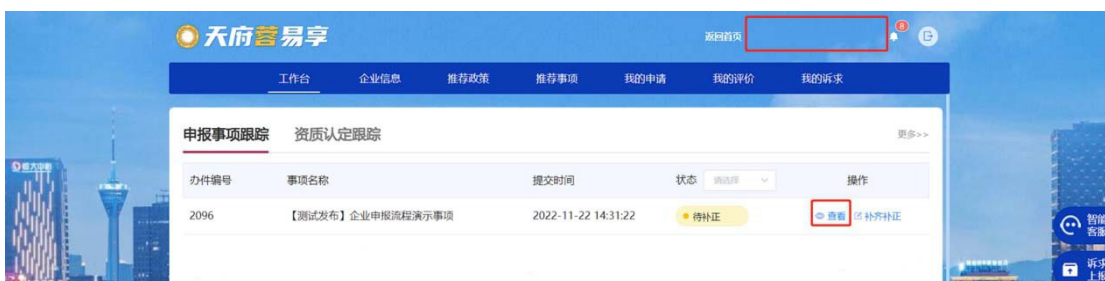 天府蓉易享
返回首页
8
工作台 企业信息 推荐政策 推荐事项 我的申请 我的评价 我的诉求
申报事项跟踪 资质认定跟踪 更多>>
办件编号 事项名称 提交时间 状态 请选择 操作
2096 【测试发布】企业申报流程演示事项 2022-11-22 14:31:22 待补正 查看 补齐补正
智能
客服
诉求
上报